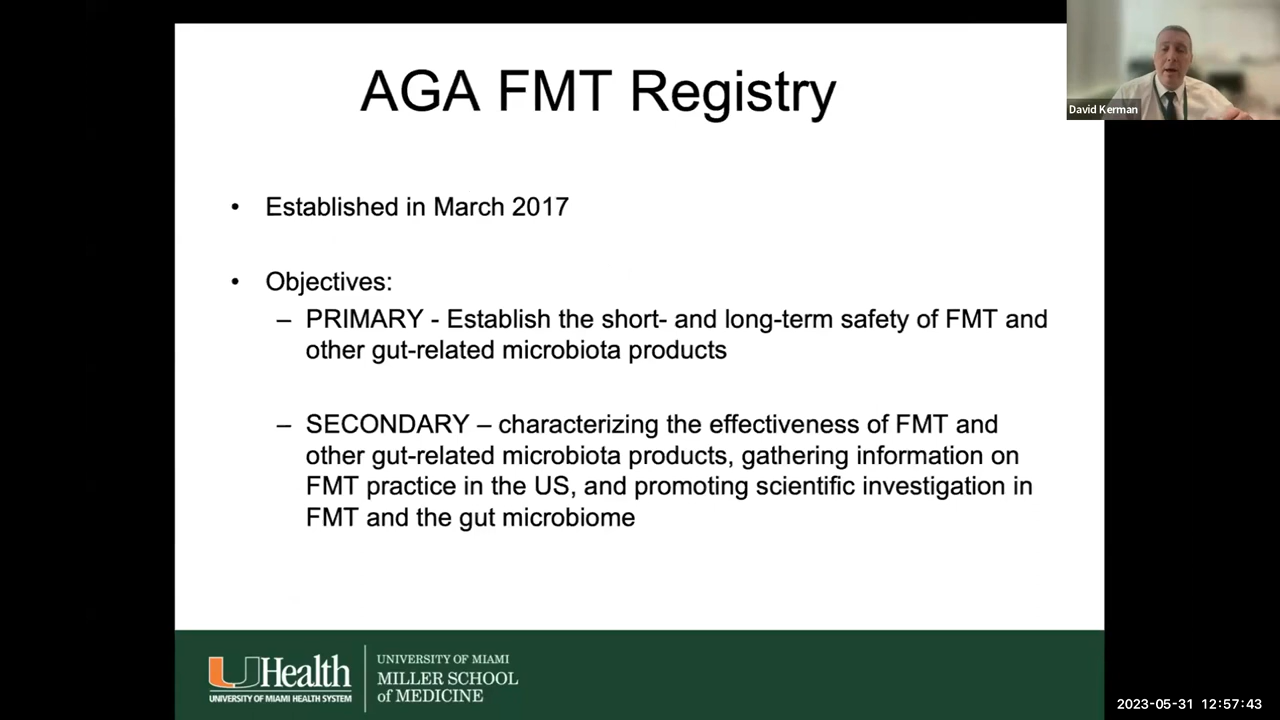 AGA FMT Registry
David Kerman
• Established in March 2017
• Objectives:
– PRIMARY - Establish the short- and long-term safety of FMT and
other gut-related microbiota products
– SECONDARY – characterizing the effectiveness of FMT and
other gut-related microbiota products, gathering information on
FMT practice in the US, and promoting scientific investigation in
FMT and the gut microbiome
UHealth
UNIVERSITY OF MIAMI HEALTH SYSTEM
UNIVERSITY OF MIAMI
MILLER SCHOOL
of MEDICINE
2023-05-31 12:57:43